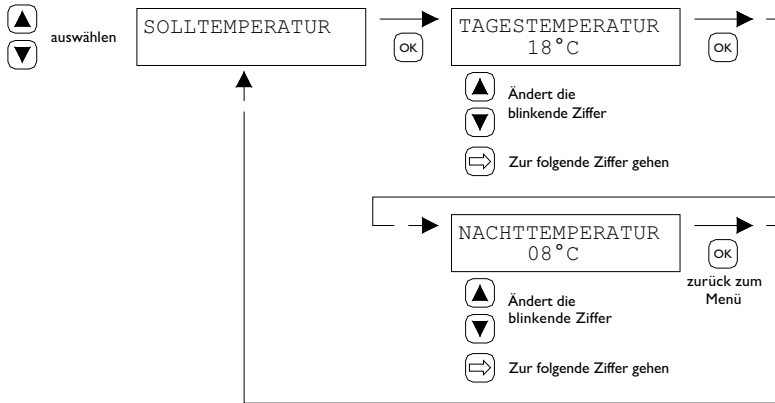 auswählen
SOLLTEMPERATUR
OK
TAGESTEMPERATUR
18°C
OK
Ändert die
blinkende Ziffer
Zur folgende Ziffer gehen
NACHTTEMPERATUR
08°C
OK
zurück zum
Menü
Ändert die
blinkende Ziffer
Zur folgende Ziffer gehen